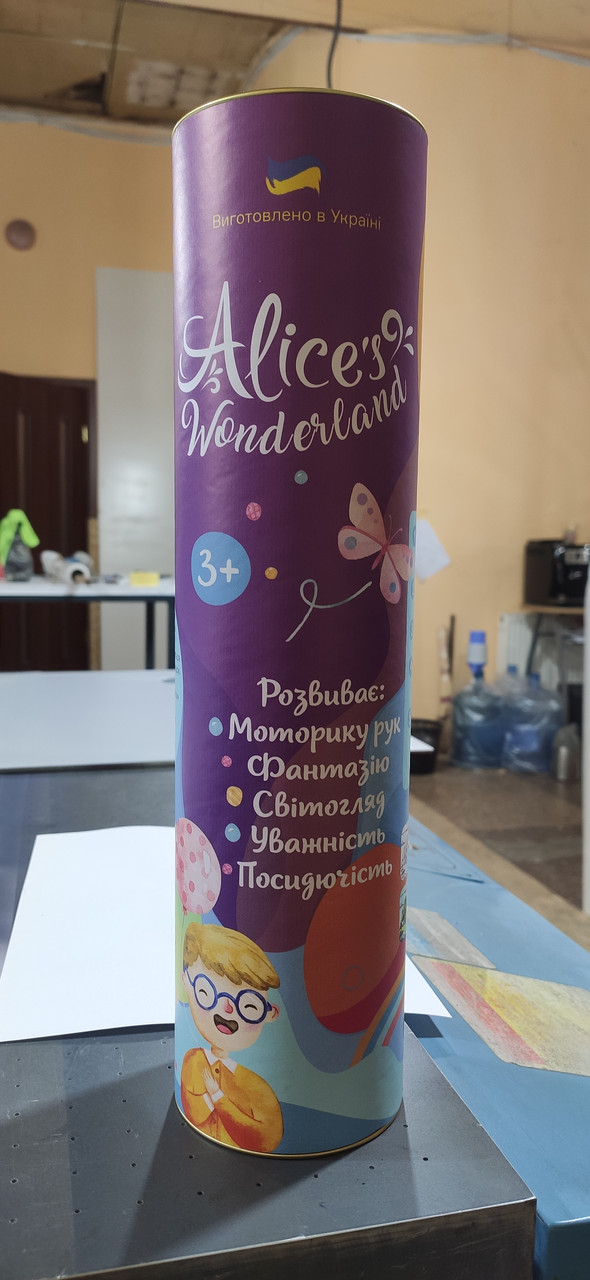 Виготовлено в Україні
Alice's
Wonderland
3+
Розвиває:
Моторику рук
Фантазію
Світогляд
Уважність
Посидючість